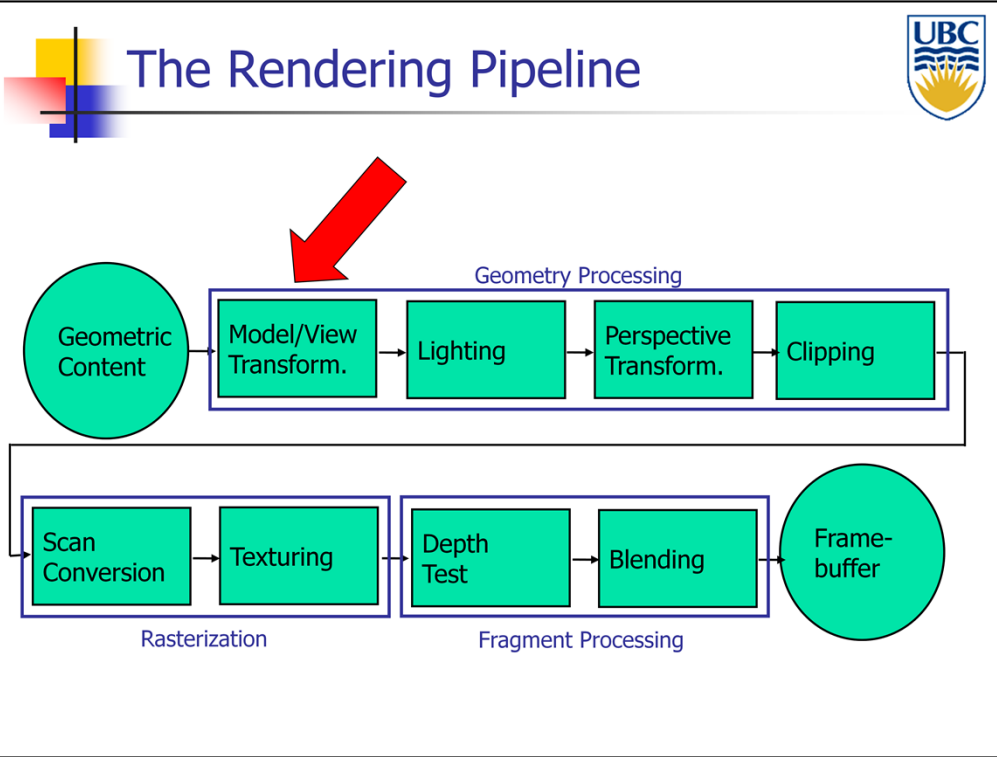 The Rendering Pipeline
UBC
Geometry Processing
Geometric
Content
Model/View
Transform.
Lighting
Perspective
Transform.
Clipping
Scan
Conversion
Texturing
Depth
Test
Blending
Frame-
buffer
Rasterization
Fragment Processing